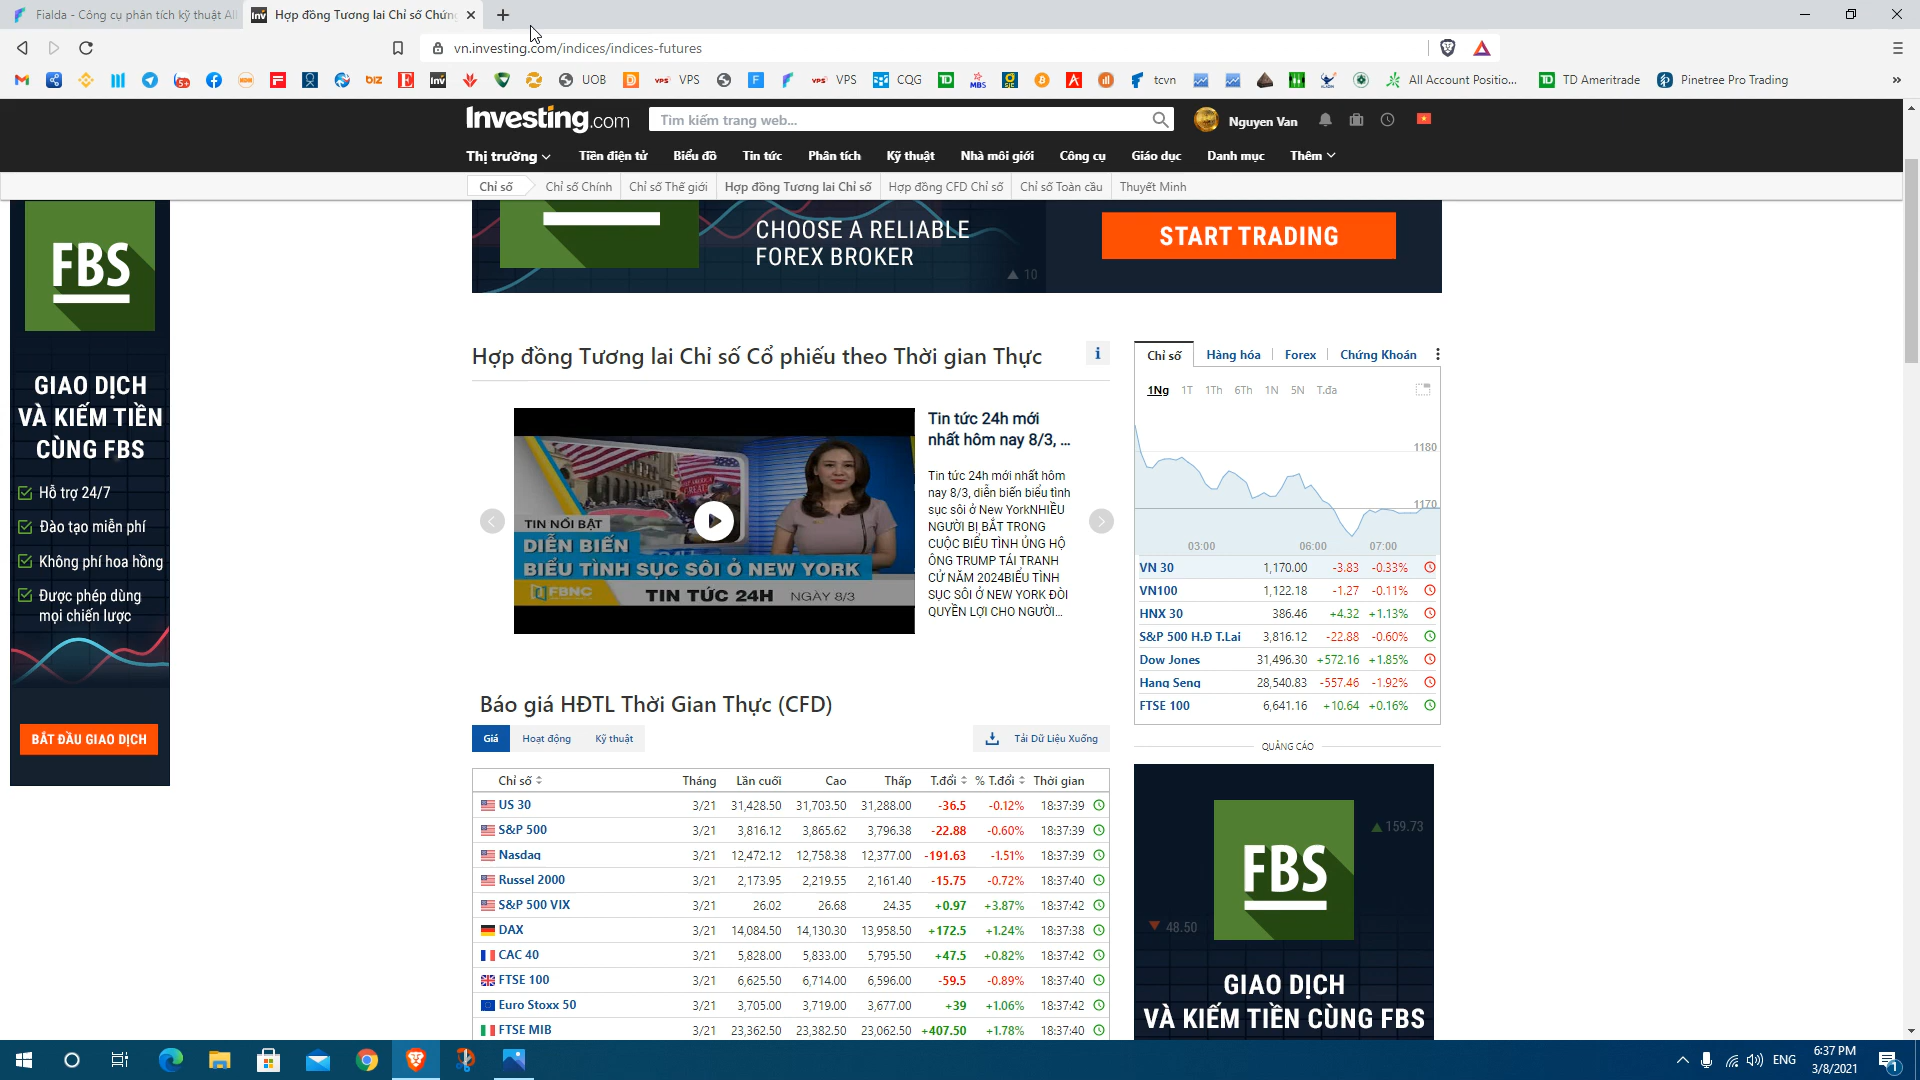 Fialda - Công cụ phân tích kỹ thuật All
Hợp đồng Tương lai Chỉ số Chứng
vn.investing.com/indices/indices-futures
UOB VPS VPS CQG tcvn All Account Positio... TD Ameritrade Pinetree Pro Trading »
Investing.com
Tìm kiếm trang web...
Nguyen Van
Thị trường Tiền điện tử Biểu đồ Tin tức Phân tích Kỹ thuật Nhà môi giới Công cụ Giáo dục Danh mục Thêm
Chỉ số Chỉ số Chính Chỉ số Thế giới Hợp đồng Tương lai Chỉ số Hợp đồng CFD Chỉ số Chỉ số Toàn cầu Thuyết Minh
CHOOSE A RELIABLE
FOREX BROKER
10
START TRADING
FBS
GIAO DỊCH
VÀ KIẾM TIỀN
CÙNG FBS
Hỗ trợ 24/7
Đào tạo miễn phí
Không phí hoa hồng
Được phép dùng
mọi chiến lược
BẮT ĐẦU GIAO DỊCH
Hợp đồng Tương lai Chỉ số Cổ phiếu theo Thời gian Thực
TIN NỔI BẬT
DIỄN BIẾN
BIỂU TÌNH SỤC SÔI Ở NEW YORK
FBNC TIN TỨC 24H NGÀY 8/3
Tin tức 24h mới
nhất hôm nay 8/3, ...
Tin tức 24h mới nhất hôm
nay 8/3, diễn biến biểu tình
sục sôi ở New YorkNHIỀU
NGƯỜI BỊ BẮT TRONG
CUỘC BIỂU TÌNH ỦNG HỘ
ÔNG TRUMP TÁI TRANH
CỬ NĂM 2024BIỂU TÌNH
SỤC SÔI Ở NEW YORK ĐÒI
QUYỀN LỢI CHO NGƯỜI...
Chỉ số Hàng hóa Forex Chứng Khoán
1Ng 1T 1Th 6Th 1N 5N T.đa
1180
1170
03:00 06:00 07:00
VN 30 1,170.00 -3.83 -0.33%
VN100 1,122.18 -1.27 -0.11%
HNX 30 386.46 +4.32 +1.13%
S&P 500 H.Đ T.Lai 3,816.12 -22.88 -0.60%
Dow Jones 31,496.30 +572.16 +1.85%
Hang Seng 28,540.83 -557.46 -1.92%
FTSE 100 6,641.16 +10.64 +0.16%
QUẢNG CÁO
159.73
FBS
48.50
GIAO DỊCH
VÀ KIẾM TIỀN CÙNG FBS
Báo giá HĐTL Thời Gian Thực (CFD)
Giá Hoạt động Kỹ thuật Tải Dữ Liệu Xuống
Chỉ số Tháng Lần cuối Cao Thấp T.đổi % T.đổi Thời gian
US 30 3/21 31,428.50 31,703.50 31,288.00 -36.5 -0.12% 18:37:39
S&P 500 3/21 3,816.12 3,865.62 3,796.38 -22.88 -0.60% 18:37:39
Nasdaq 3/21 12,472.12 12,758.38 12,377.00 -191.63 -1.51% 18:37:39
Russel 2000 3/21 2,173.95 2,219.55 2,161.40 -15.75 -0.72% 18:37:40
S&P 500 VIX 3/21 26.02 26.68 24.35 +0.97 +3.87% 18:37:42
DAX 3/21 14,084.50 14,130.30 13,958.50 +172.5 +1.24% 18:37:38
CAC 40 3/21 5,828.00 5,833.00 5,795.50 +47.5 +0.82% 18:37:42
FTSE 100 3/21 6,625.50 6,714.00 6,596.00 -59.5 -0.89% 18:37:40
Euro Stoxx 50 3/21 3,705.00 3,719.00 3,677.00 +39 +1.06% 18:37:42
FTSE MIB 3/21 23,362.50 23,382.50 23,062.50 +407.50 +1.78% 18:37:40
ENG
6:37 PM
3/8/2021
1